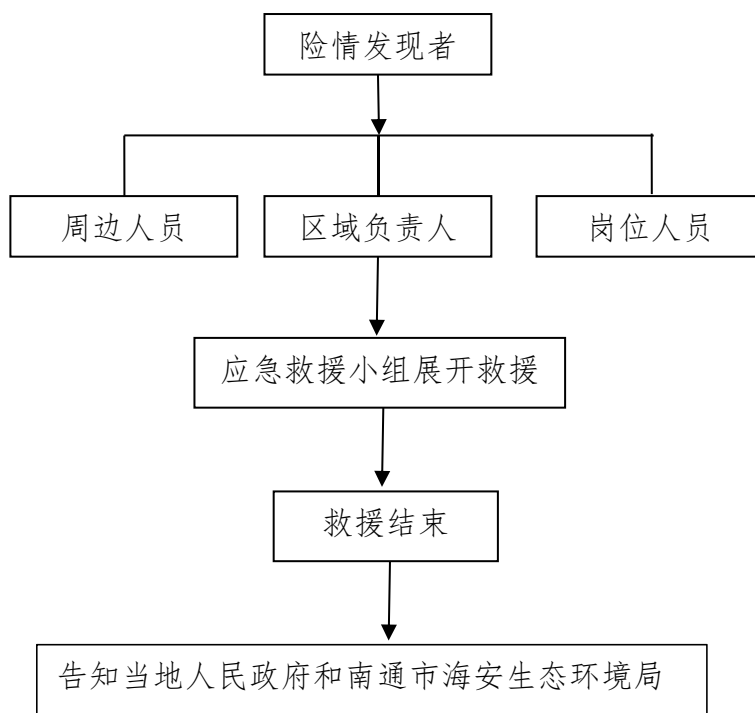 险情发现者
周边人员
区域负责人
岗位人员
应急救援小组展开救援
救援结束
告知当地人民政府和南通市海安生态环境局